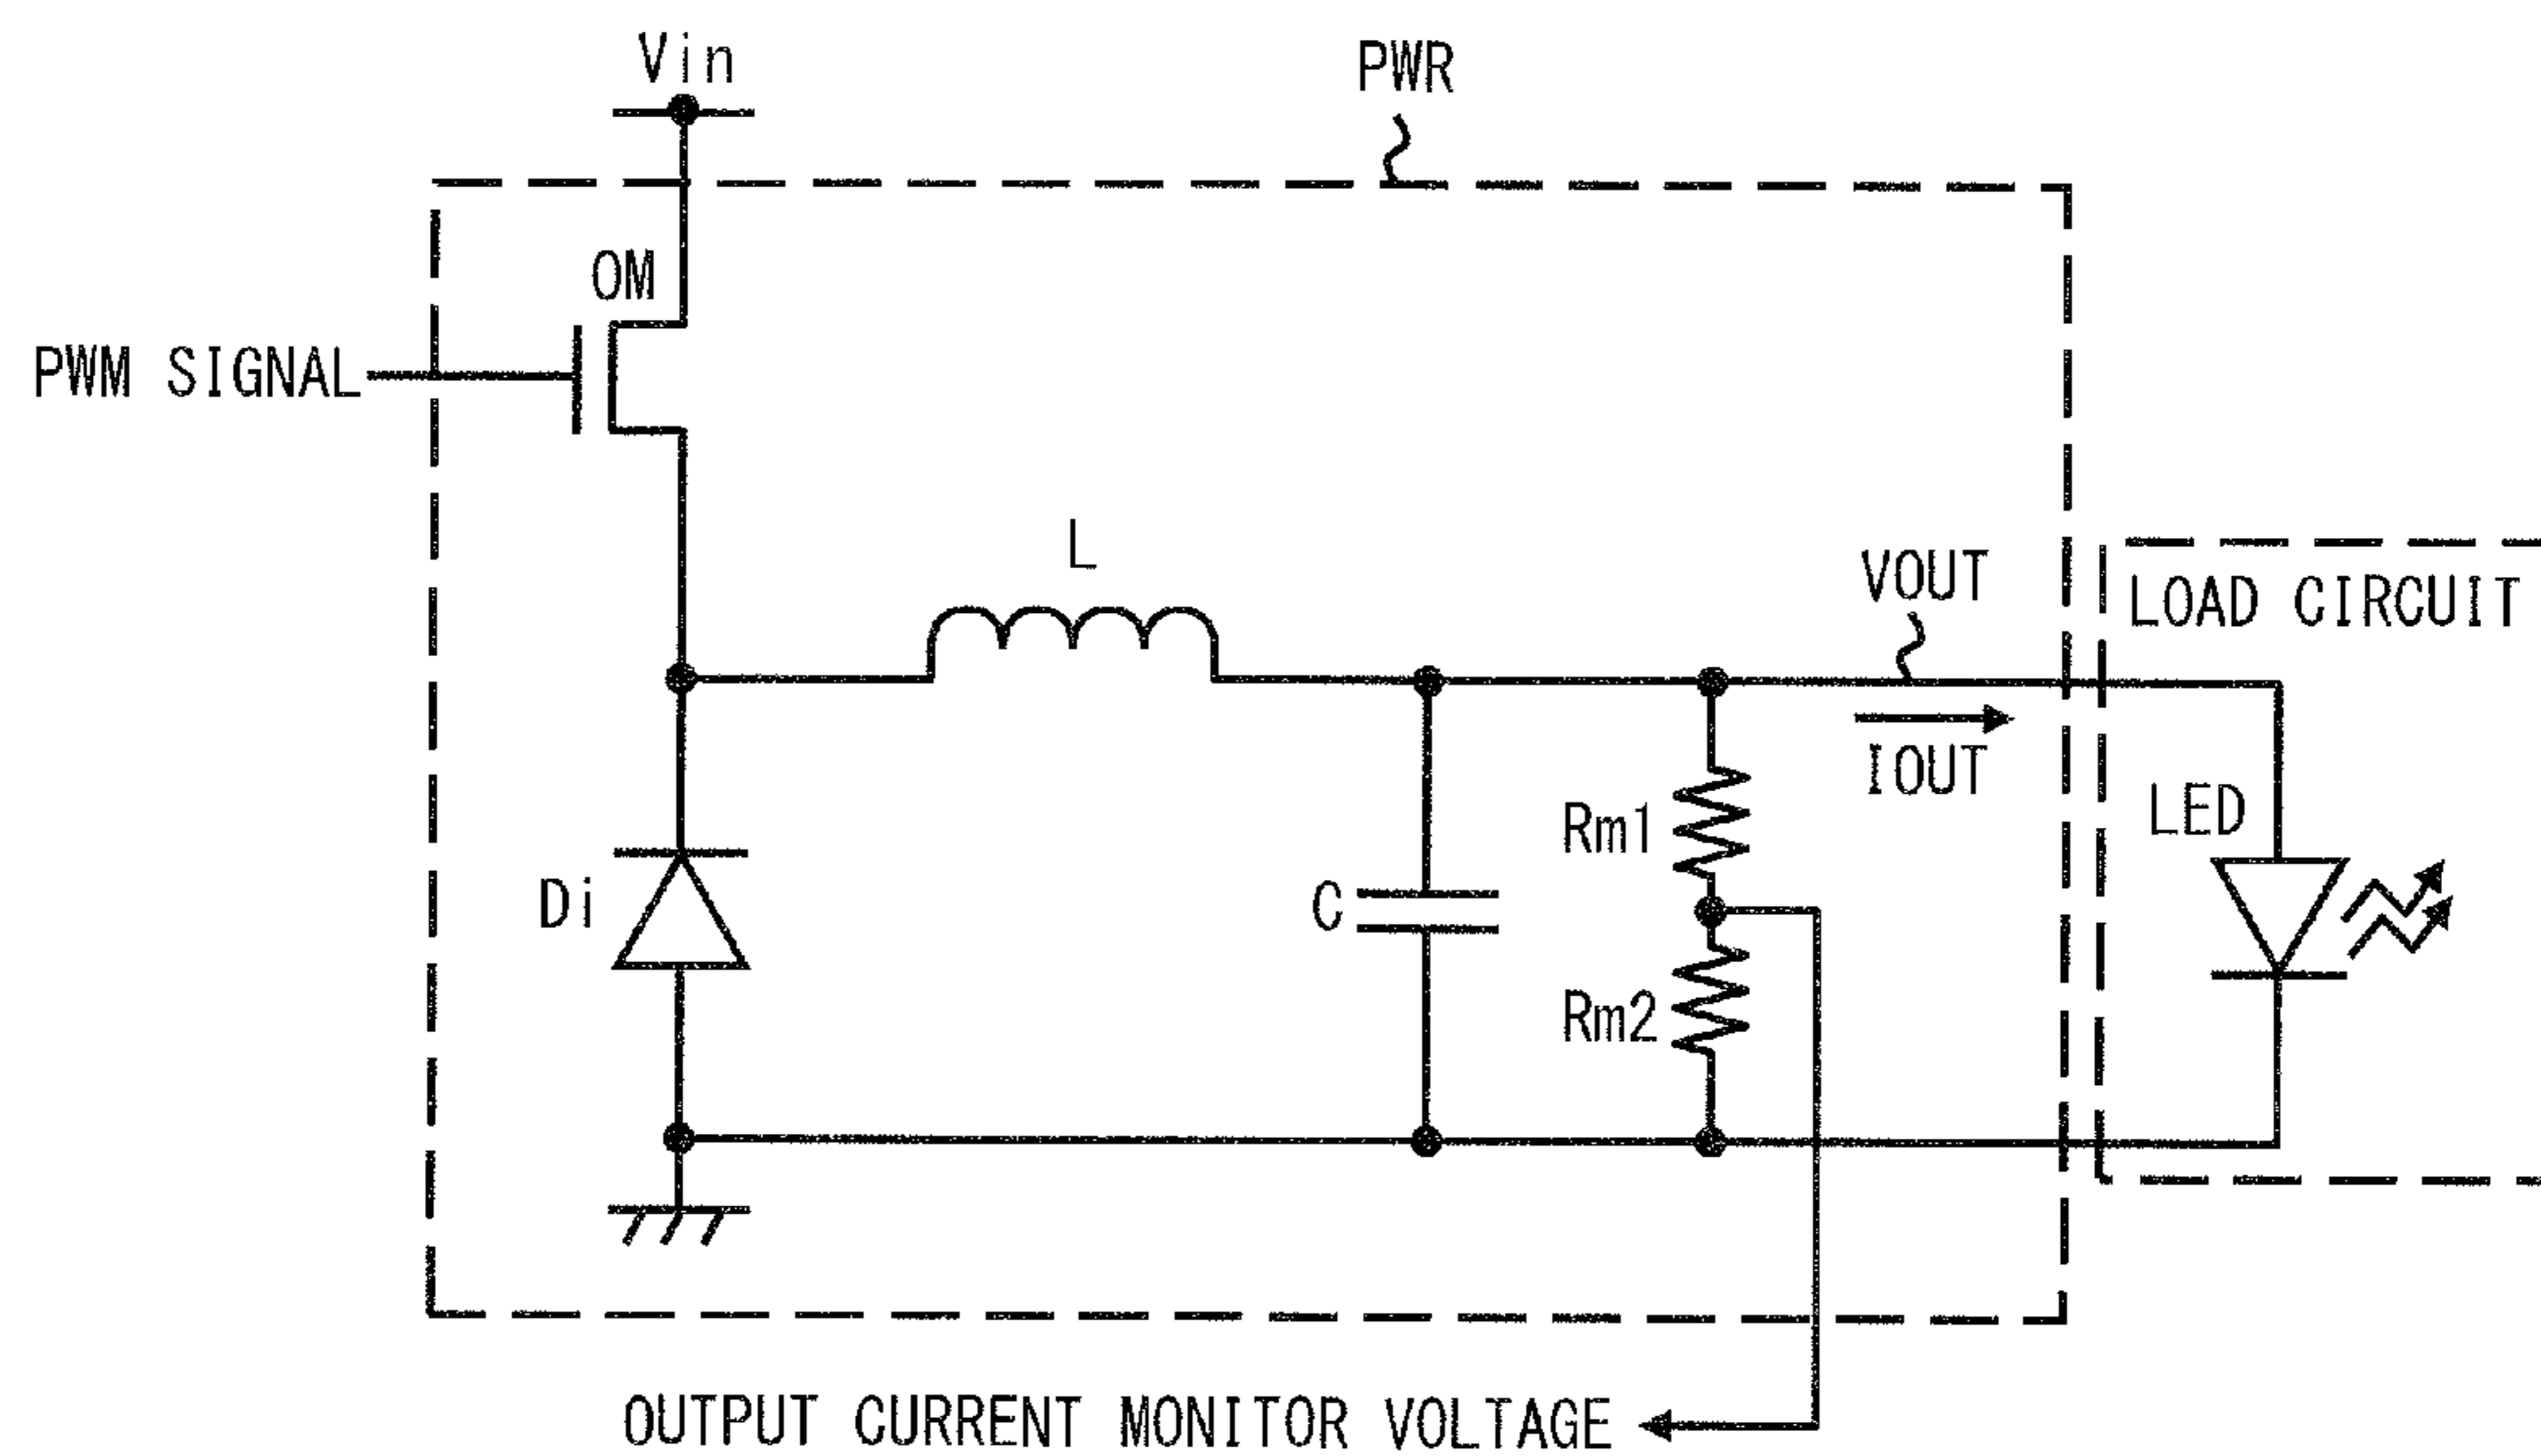 Vin
PWR
OM
PWM SIGNAL
L
VOUT
LOAD CIRCUIT
IOUT
Rm1
LED
Di
C
Rm2
OUTPUT CURRENT MONITOR VOLTAGE